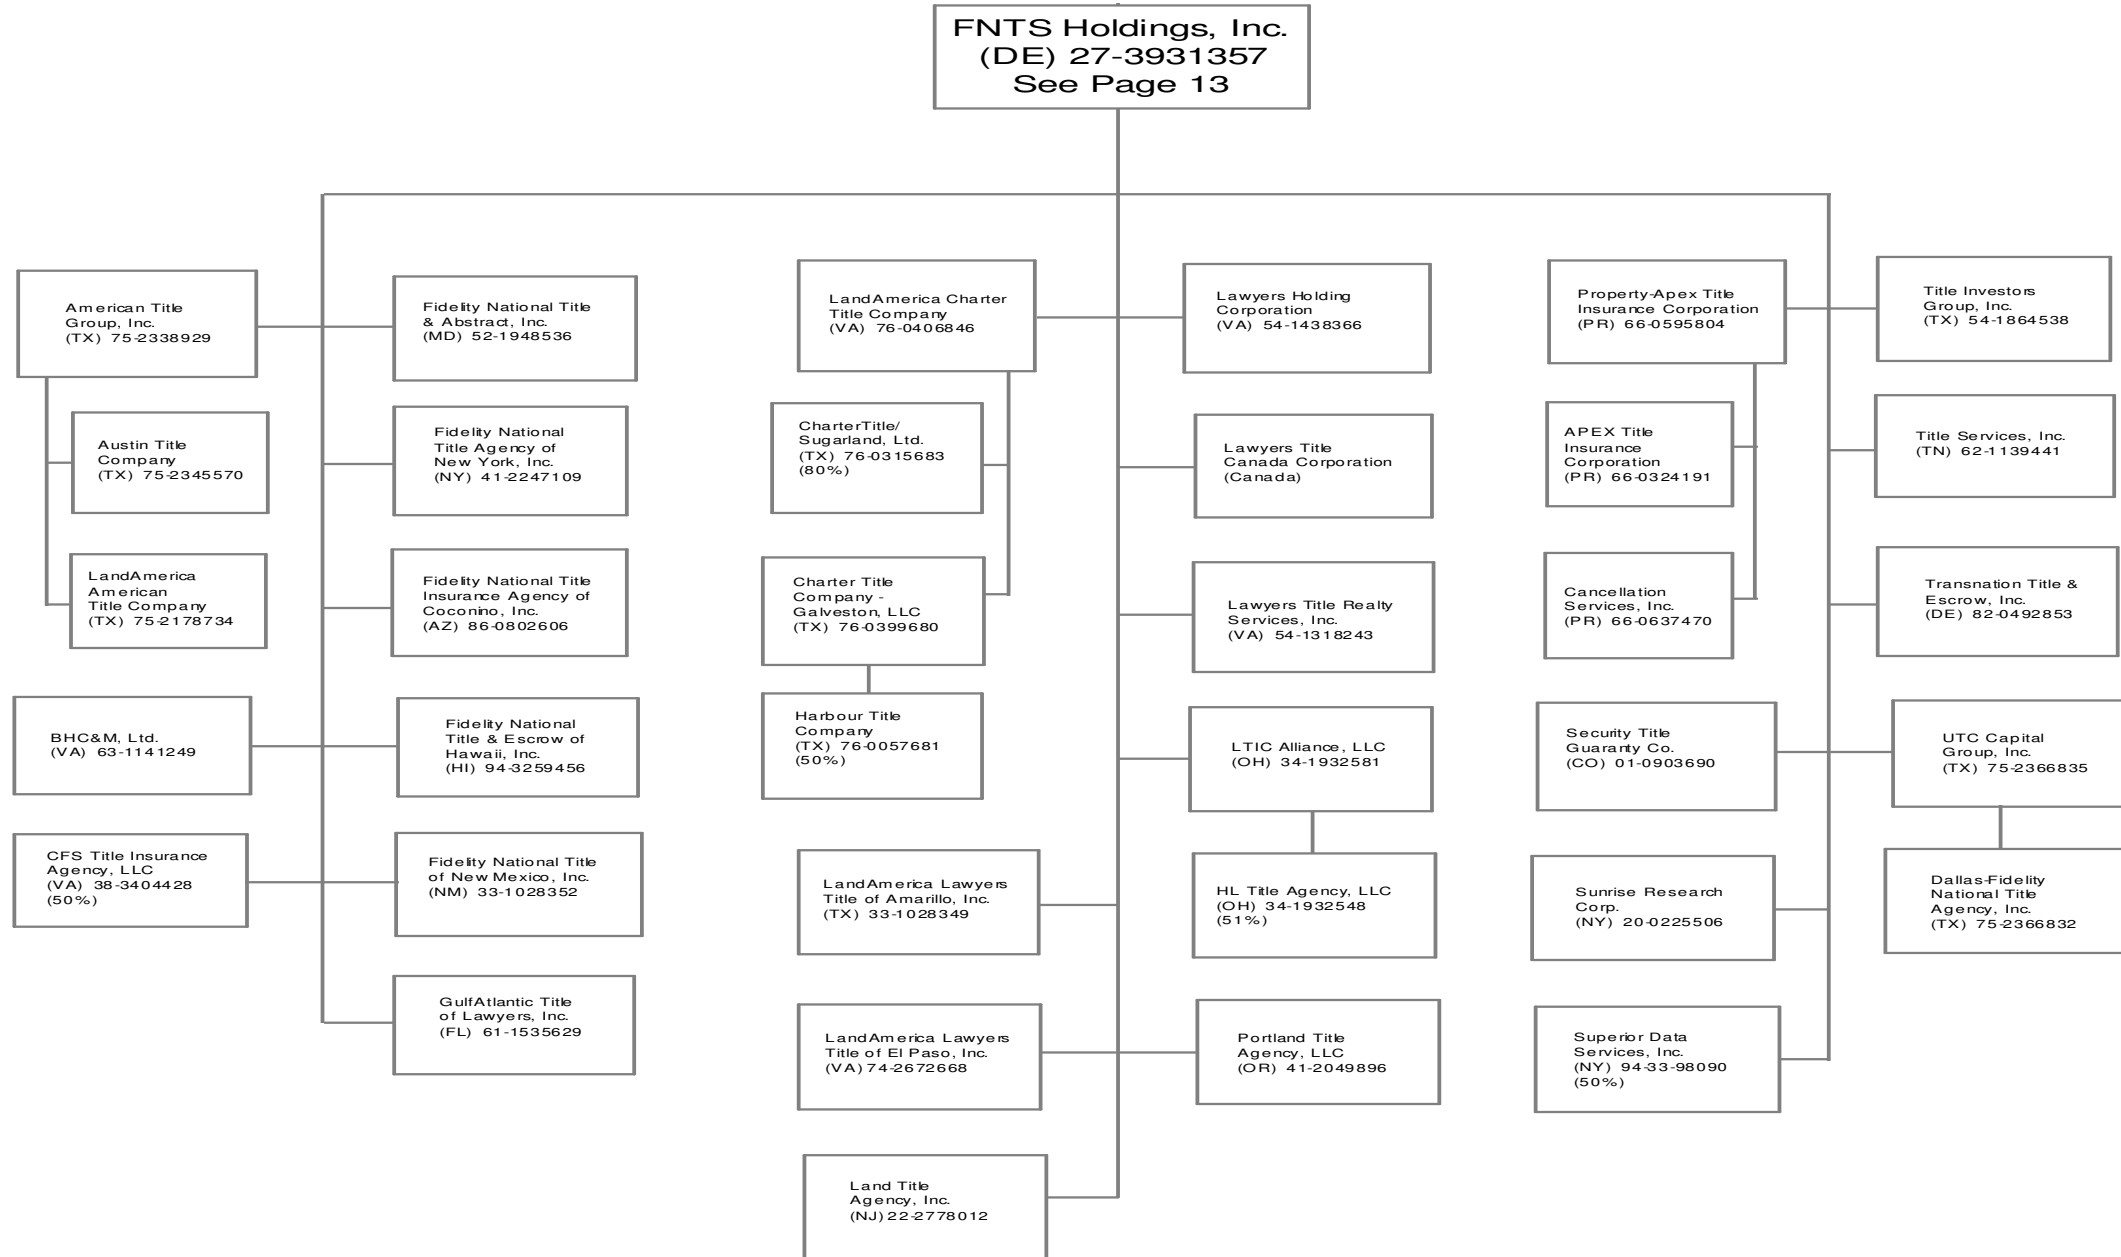 FNTS Holdings, Inc.
(DE) 27-3931357
See Page 13
American Title
Group, Inc.
(TX) 75-2338929
Austin Title
Company
(TX) 75-2345570
LandAmerica
American
Title Company
(TX) 75-2178734
BHC&M, Ltd.
(VA) 63-1141249
CFS Title Insurance
Agency, LLC
(VA) 38-3404428
(50%)
Fidelity National Title
& Abstract, Inc.
(MD) 52-1948536
Fidelity National
Title Agency of
New York, Inc.
(NY) 41-2247109
Fidelity National Title
Insurance Agency of
Coconino, Inc.
(AZ) 86-0802606
Fidelity National
Title & Escrow of
Hawaii, Inc.
(HI) 94-3259456
Fidelity National Title
of New Mexico, Inc.
(NM) 33-1028352
GulfAtlantic Title
of Lawyers, Inc.
(FL) 61-1535629
LandAmerica Charter
Title Company
(VA) 76-0406846
CharterTitle/
Sugarland, Ltd.
(TX) 76-0315683
(80%)
Charter Title
Company -
Galveston, LLC
(TX) 76-0399680
Harbour Title
Company
(TX) 76-0057681
(50%)
LandAmerica Lawyers
Title of Amarillo, Inc.
(TX) 33-1028349
LandAmerica Lawyers
Title of El Paso, Inc.
(VA) 74-2672668
Land Title
Agency, Inc.
(NJ) 22-2778012
Lawyers Holding
Corporation
(VA) 54-1438366
Lawyers Title
Canada Corporation
(Canada)
Lawyers Title Realty
Services, Inc.
(VA) 54-1318243
LTIC Alliance, LLC
(OH) 34-1932581
HL Title Agency, LLC
(OH) 34-1932548
(51%)
Portland Title
Agency, LLC
(OR) 41-2049896
Property-Apex Title
Insurance Corporation
(PR) 66-0595804
APEX Title
Insurance
Corporation
(PR) 66-0324191
Cancellation
Services, Inc.
(PR) 66-0637470
Security Title
Guaranty Co.
(CO) 01-0903690
Sunrise Research
Corp.
(NY) 20-0225506
Superior Data
Services, Inc.
(NY) 94-33-98090
(50%)
Title Investors
Group, Inc.
(TX) 54-1864538
Title Services, Inc.
(TN) 62-1139441
Transnation Title &
Escrow, Inc.
(DE) 82-0492853
UTC Capital
Group, Inc.
(TX) 75-2366835
Dallas-Fidelity
National Title
Agency, Inc.
(TX) 75-2366832